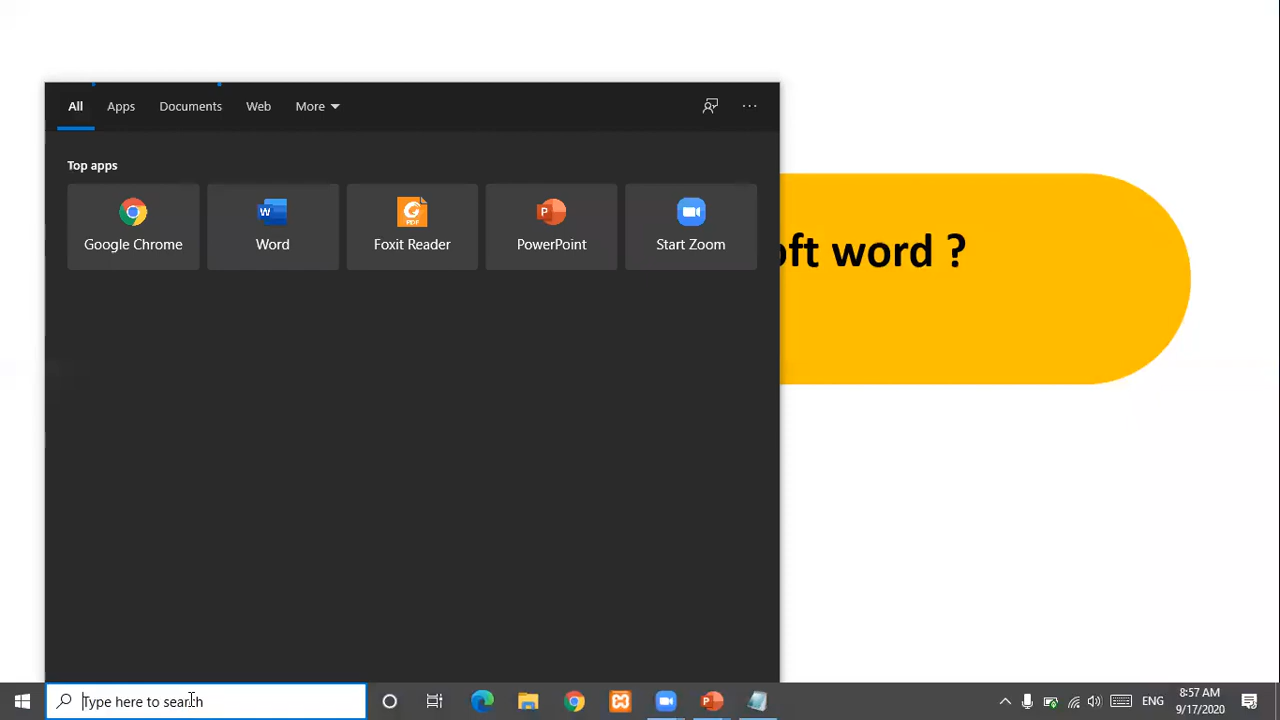 All Apps Documents Web More
Top apps
Google Chrome Word Foxit Reader PowerPoint Start Zoom
word ?
Type here to search
ENG
8:57 AM
9/17/2020